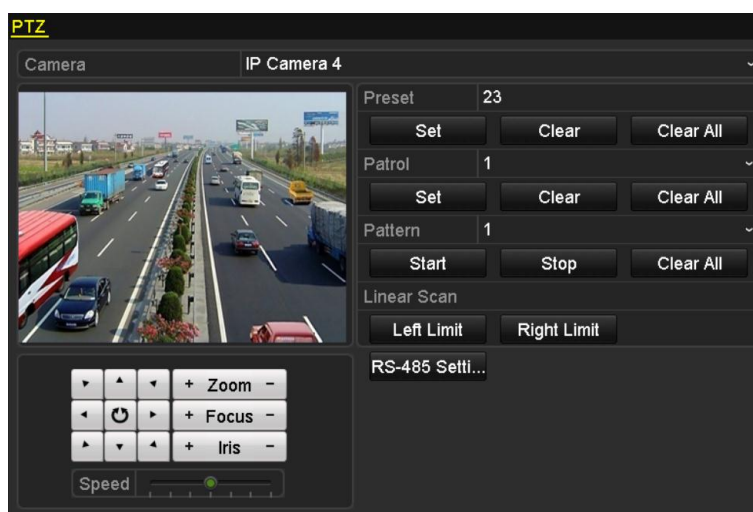 PTZ
Camera IP Camera 4
Preset 23
Set Clear Clear All
Patrol 1
Set Clear Clear All
Pattern 1
Start Stop Clear All
Linear Scan
Left Limit Right Limit
RS-485 Setti...
+ Zoom -
+ Focus -
+ Iris -
Speed